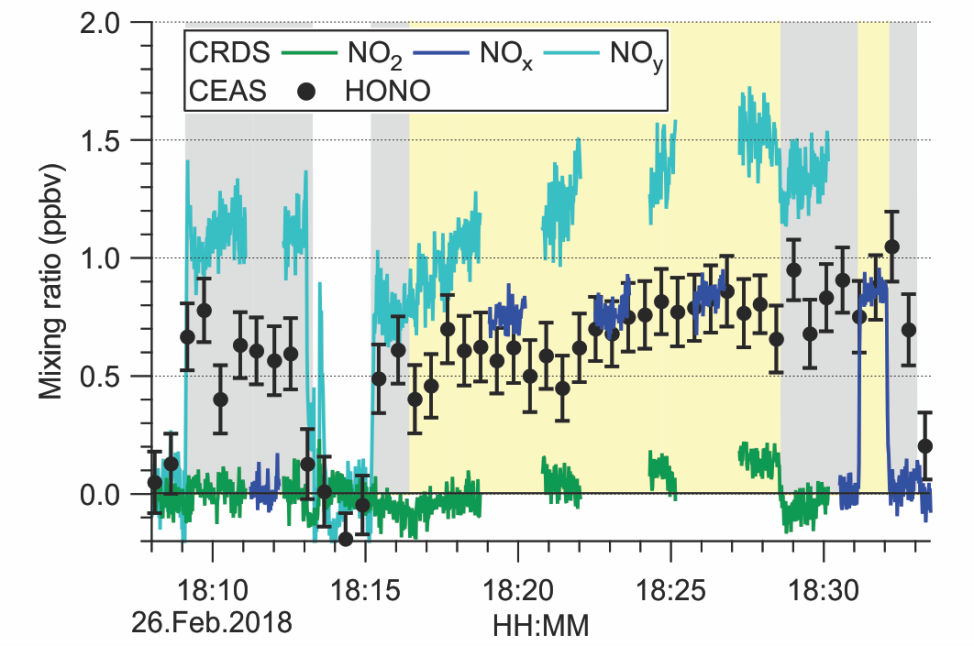 2.0
CRDS NO2 NOx NOy
CEAS HONO
1.5
1.0
0.5
0.0
Mixing ratio (ppbv)
18:10 18:15 18:20 18:25 18:30
26.Feb.2018 HH:MM